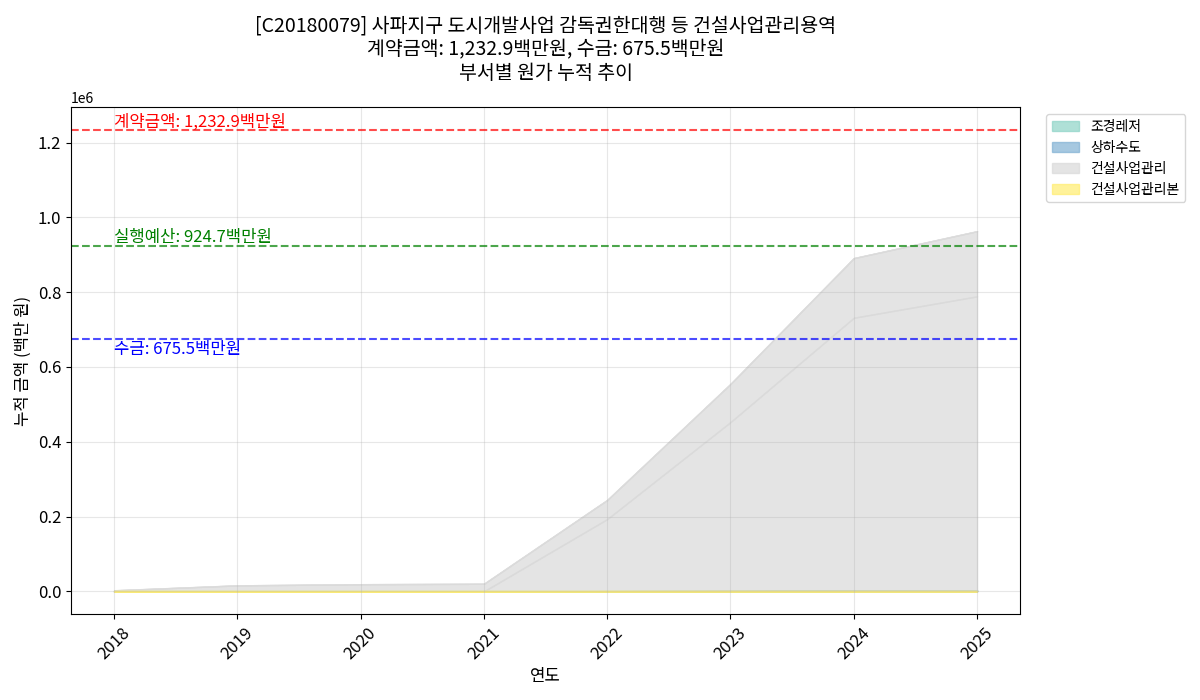 [C20180079] 사파지구 도시개발사업 감독권한대행 등 건설사업관리용역
계약금액: 1,232.9백만원, 수금: 675.5백만원
부서별 원가 누적 추이
1e6
계약금액: 1,232.9백만원
실행예산: 924.7백만원
수금: 675.5백만원
1.2
1.0
0.8
0.6
0.4
0.2
0.0
누적 금액 (백만 원)
2018
2019
2020
2021
2022
2023
2024
2025
연도
조경레저
상하수도
건설사업관리
건설사업관리본